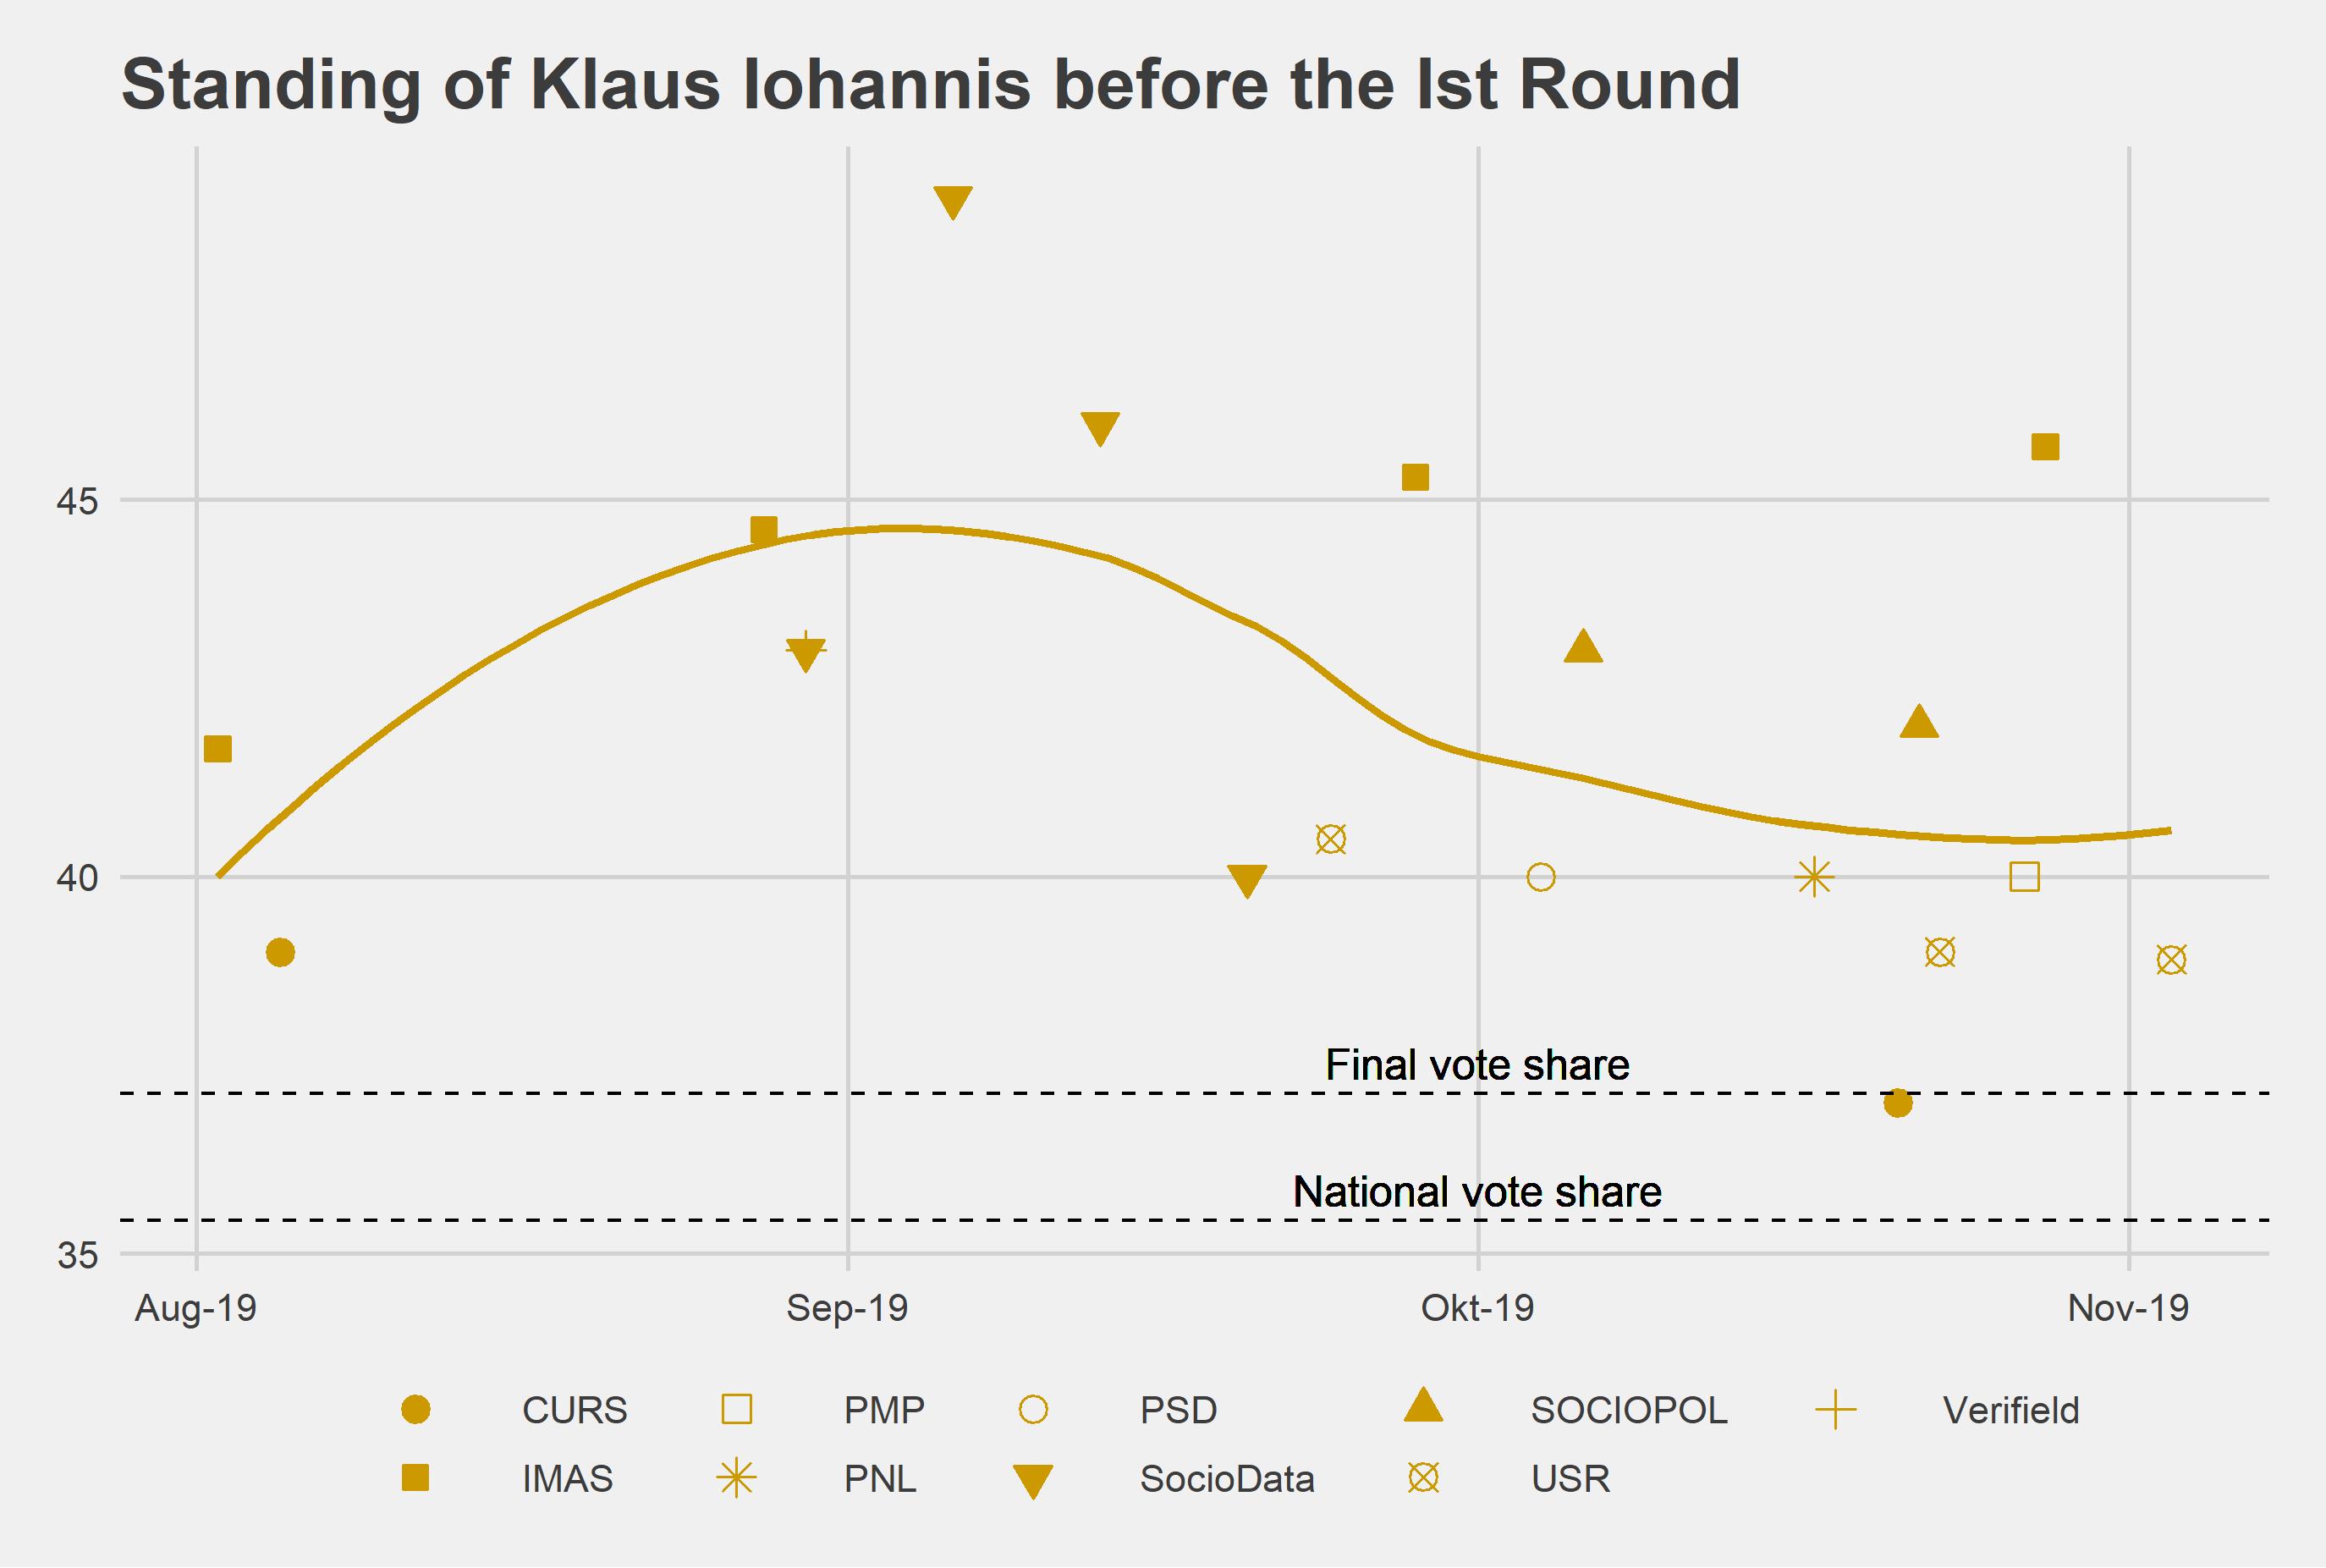 Standing of Klaus Iohannis before the Ist Round
45
40
35
Final vote share
National vote share
Aug-19 Sep-19 Okt-19 Nov-19
CURS PMP PSD SOCIOPOL Verifield
IMAS PNL SocioData USR